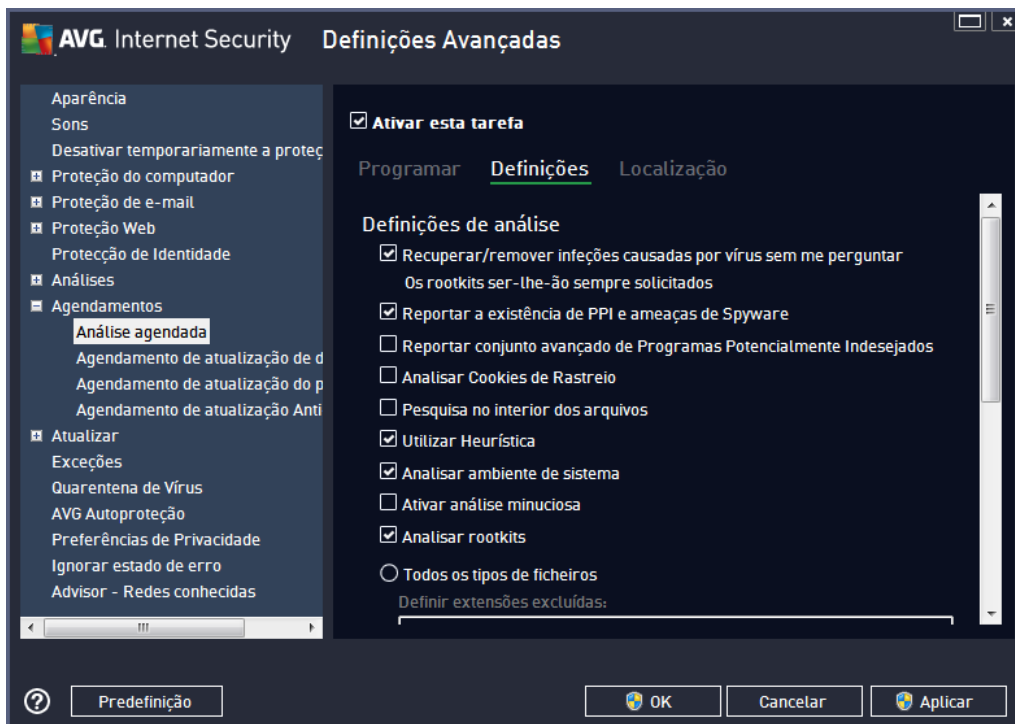 AVG. Internet Security Definições Avançadas
Aparência
Sons
Desativar temporariamente a proteç
Proteção do computador
Proteção de e-mail
Proteção Web
Protecção de Identidade
Análises
Agendamentos
Análise agendada
Agendamento de atualização de d
Agendamento de atualização do p
Agendamento de atualização Anti
Atualizar
Exceções
Quarentena de Vírus
AVG Autoproteção
Preferências de Privacidade
Ignorar estado de erro
Advisor - Redes conhecidas
Ativar esta tarefa
Programar Definições Localização
Definições de análise
Recuperar/remover infeções causadas por vírus sem me perguntar
Os rootkits ser-lhe-ão sempre solicitados
Reportar a existência de PPI e ameaças de Spyware
Reportar conjunto avançado de Programas Potencialmente Indesejados
Analisar Cookies de Rastreio
Pesquisa no interior dos arquivos
Utilizar Heurística
Analisar ambiente de sistema
Ativar análise minuciosa
Analisar rootkits
Todos os tipos de ficheiros
Definir extensões excluídas:
Predefinição
OK
Cancelar
Aplicar